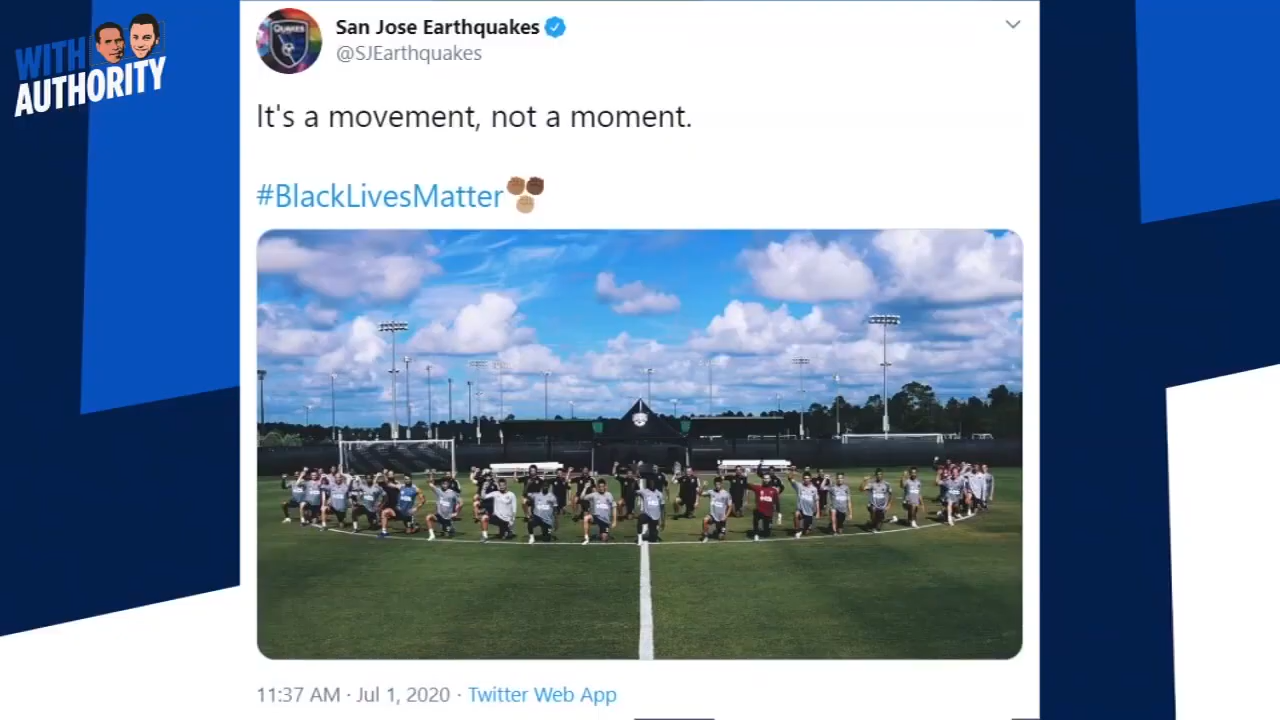 WITH
AUTHORITY
QUAKES
San Jose Earthquakes
@SJEarthquakes
It's a movement, not a moment.
#BlackLivesMatter
11:37 AM · Jul 1, 2020 · Twitter Web App